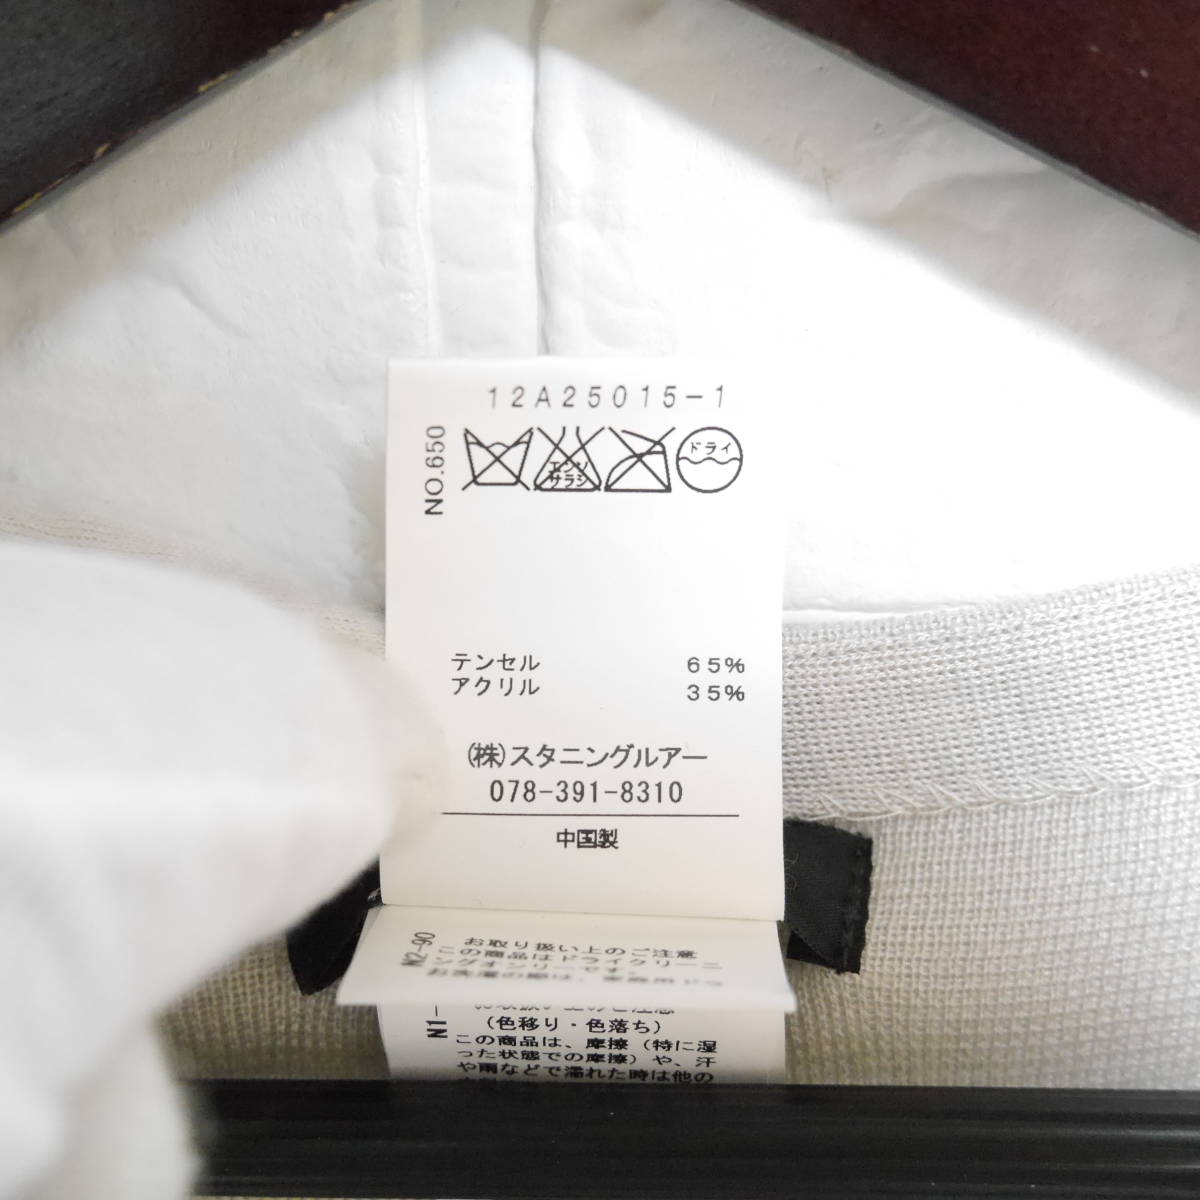 12A25015-1
NO.650
エンソ
サラシ
ドライ
テンセル 65%
アクリル 35%
(株)スタニングルアー
078-391-8310
中国製
N2-90
お取り扱い上のご注意
この商品はドライクリーニ
ングオンリーです。
N1-
(色移り・色落ち)
この商品は、摩擦(特に湿
った状態での摩擦)や、汗
や雨などで濡れた時は他の